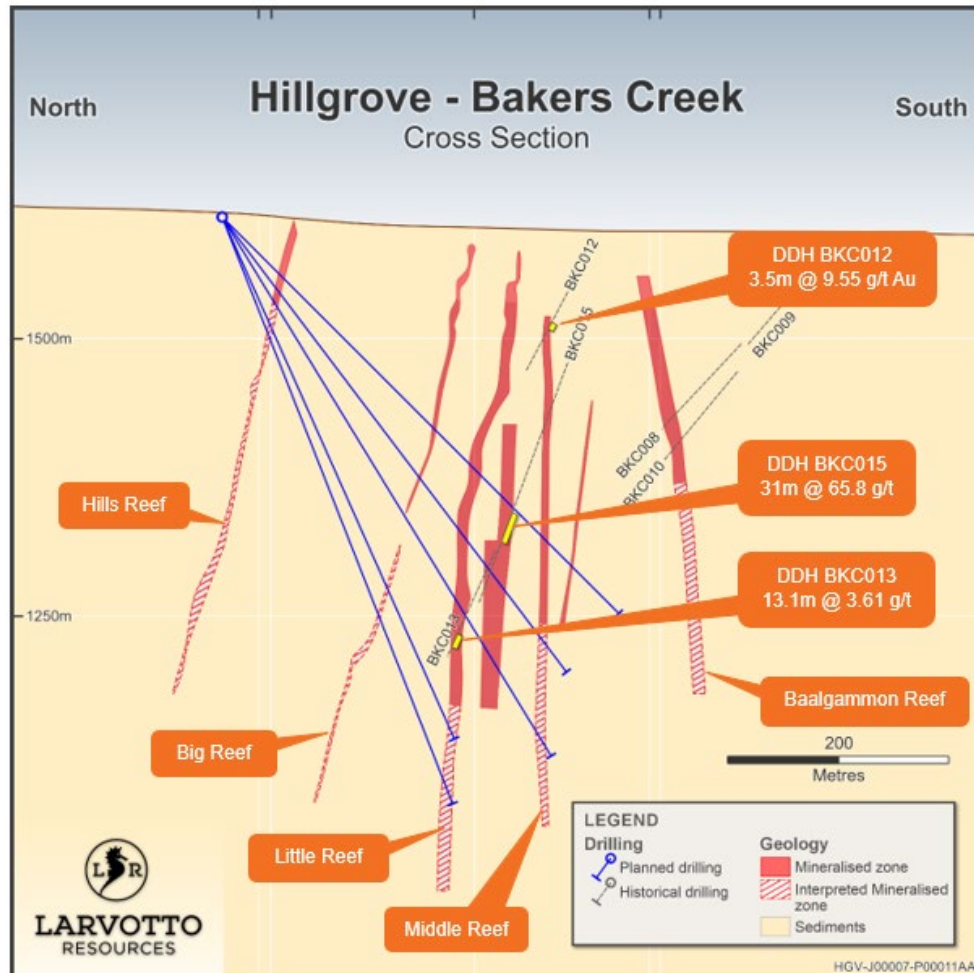 Hillgrove - Bakers Creek
Cross Section
North
South
BKC012
BKC015
DDH BKC012
3.5m @ 9.55 g/t Au
1500m
BKC009
BKC008
BKC010
DDH BKC015
31m @ 65.8 g/t
Hills Reef
1250m
BKC013
DDH BKC013
13.1m @ 3.61 g/t
Baalgammon Reef
Big Reef
200
Metres
Little Reef
Middle Reef
LEGEND
Drilling
Planned drilling
Historical drilling
Geology
Mineralised zone
Interpreted Mineralised
zone
Sediments
L R
LARVOTTO
RESOURCES
HGV-J00007-P00011AA